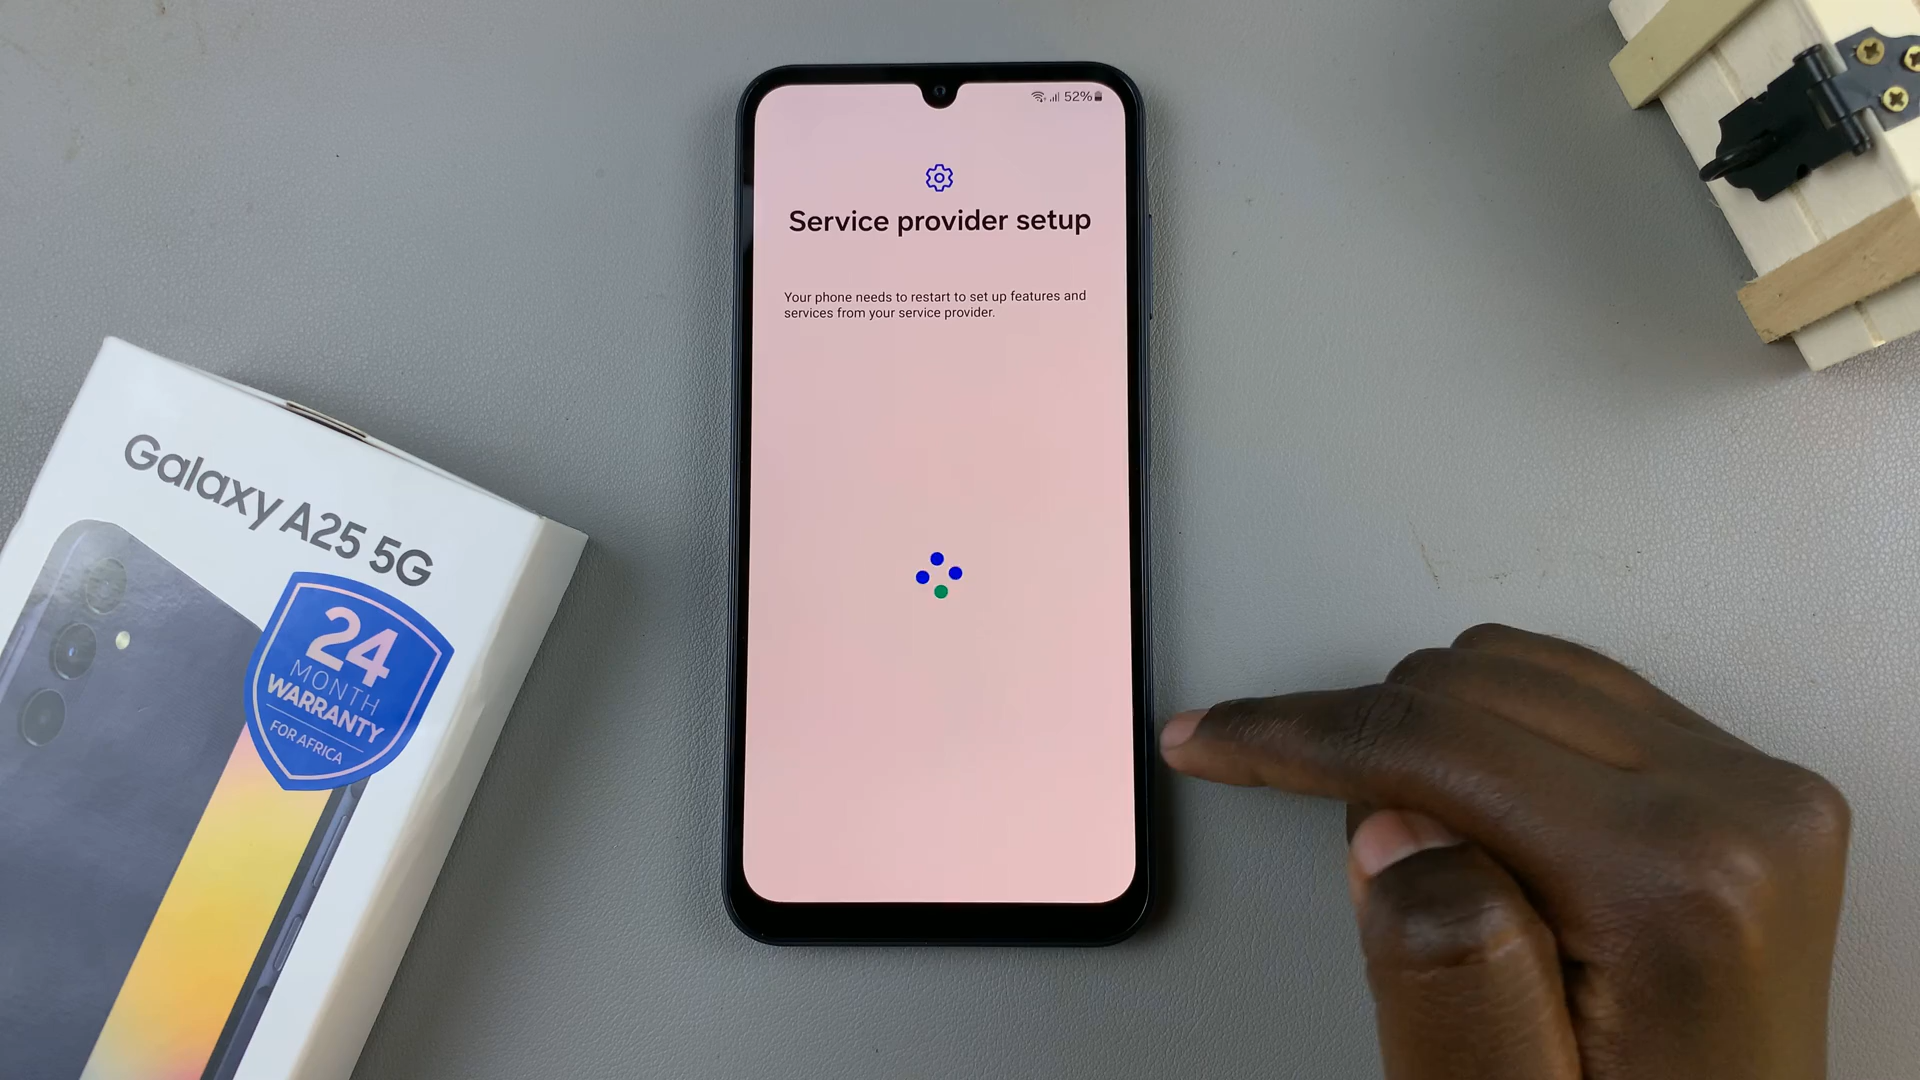 52%
Service provider setup
Your phone needs to restart to set up features and
services from your service provider.
Galaxy A25 5G
24
MONTH
WARRANTY
FOR AFRICA